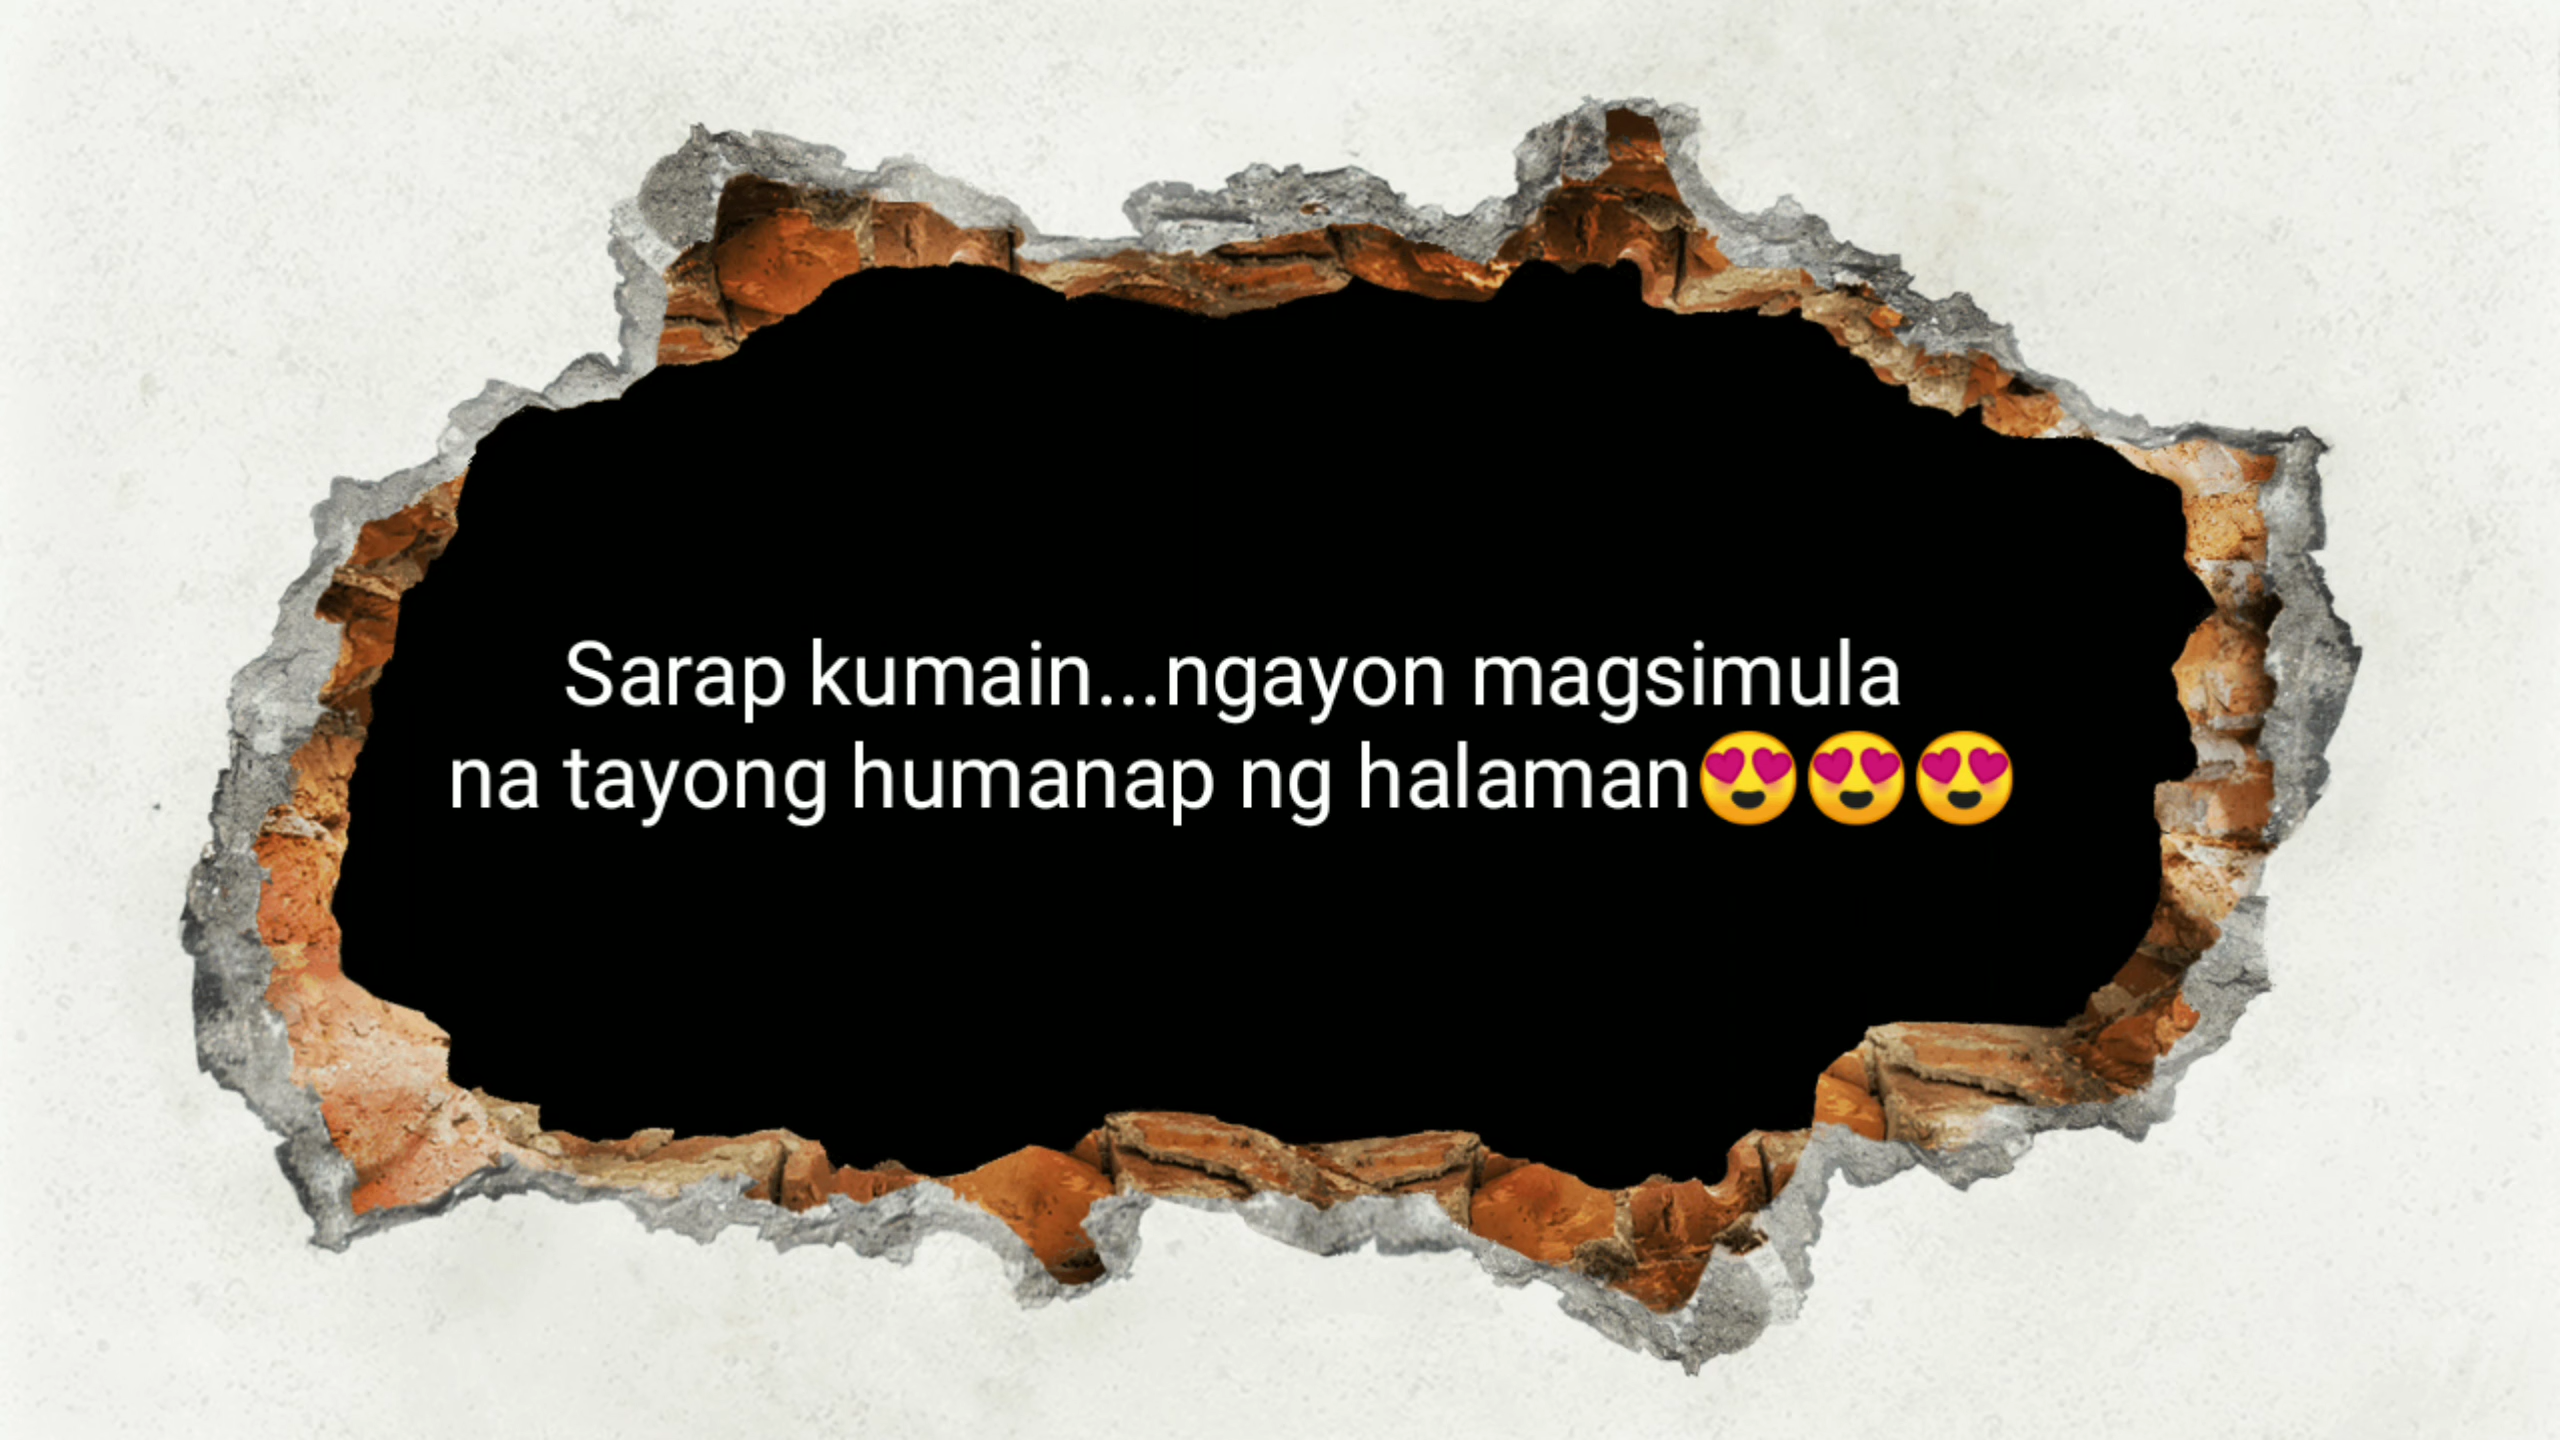 Sarap kumain...ngayon magsimula
na tayong humanap ng halaman😍😍😍